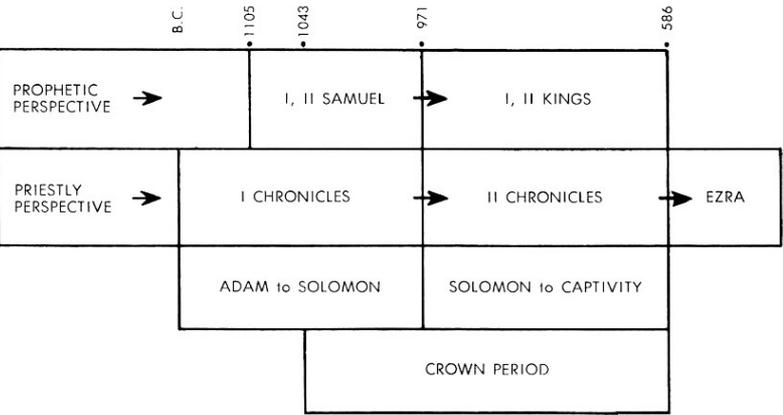 B.C.
1105
1043
971
586
PROPHETIC
PERSPECTIVE
I, II SAMUEL
I, II KINGS
PRIESTLY
PERSPECTIVE
I CHRONICLES
II CHRONICLES
EZRA
ADAM to SOLOMON
SOLOMON to CAPTIVITY
CROWN PERIOD